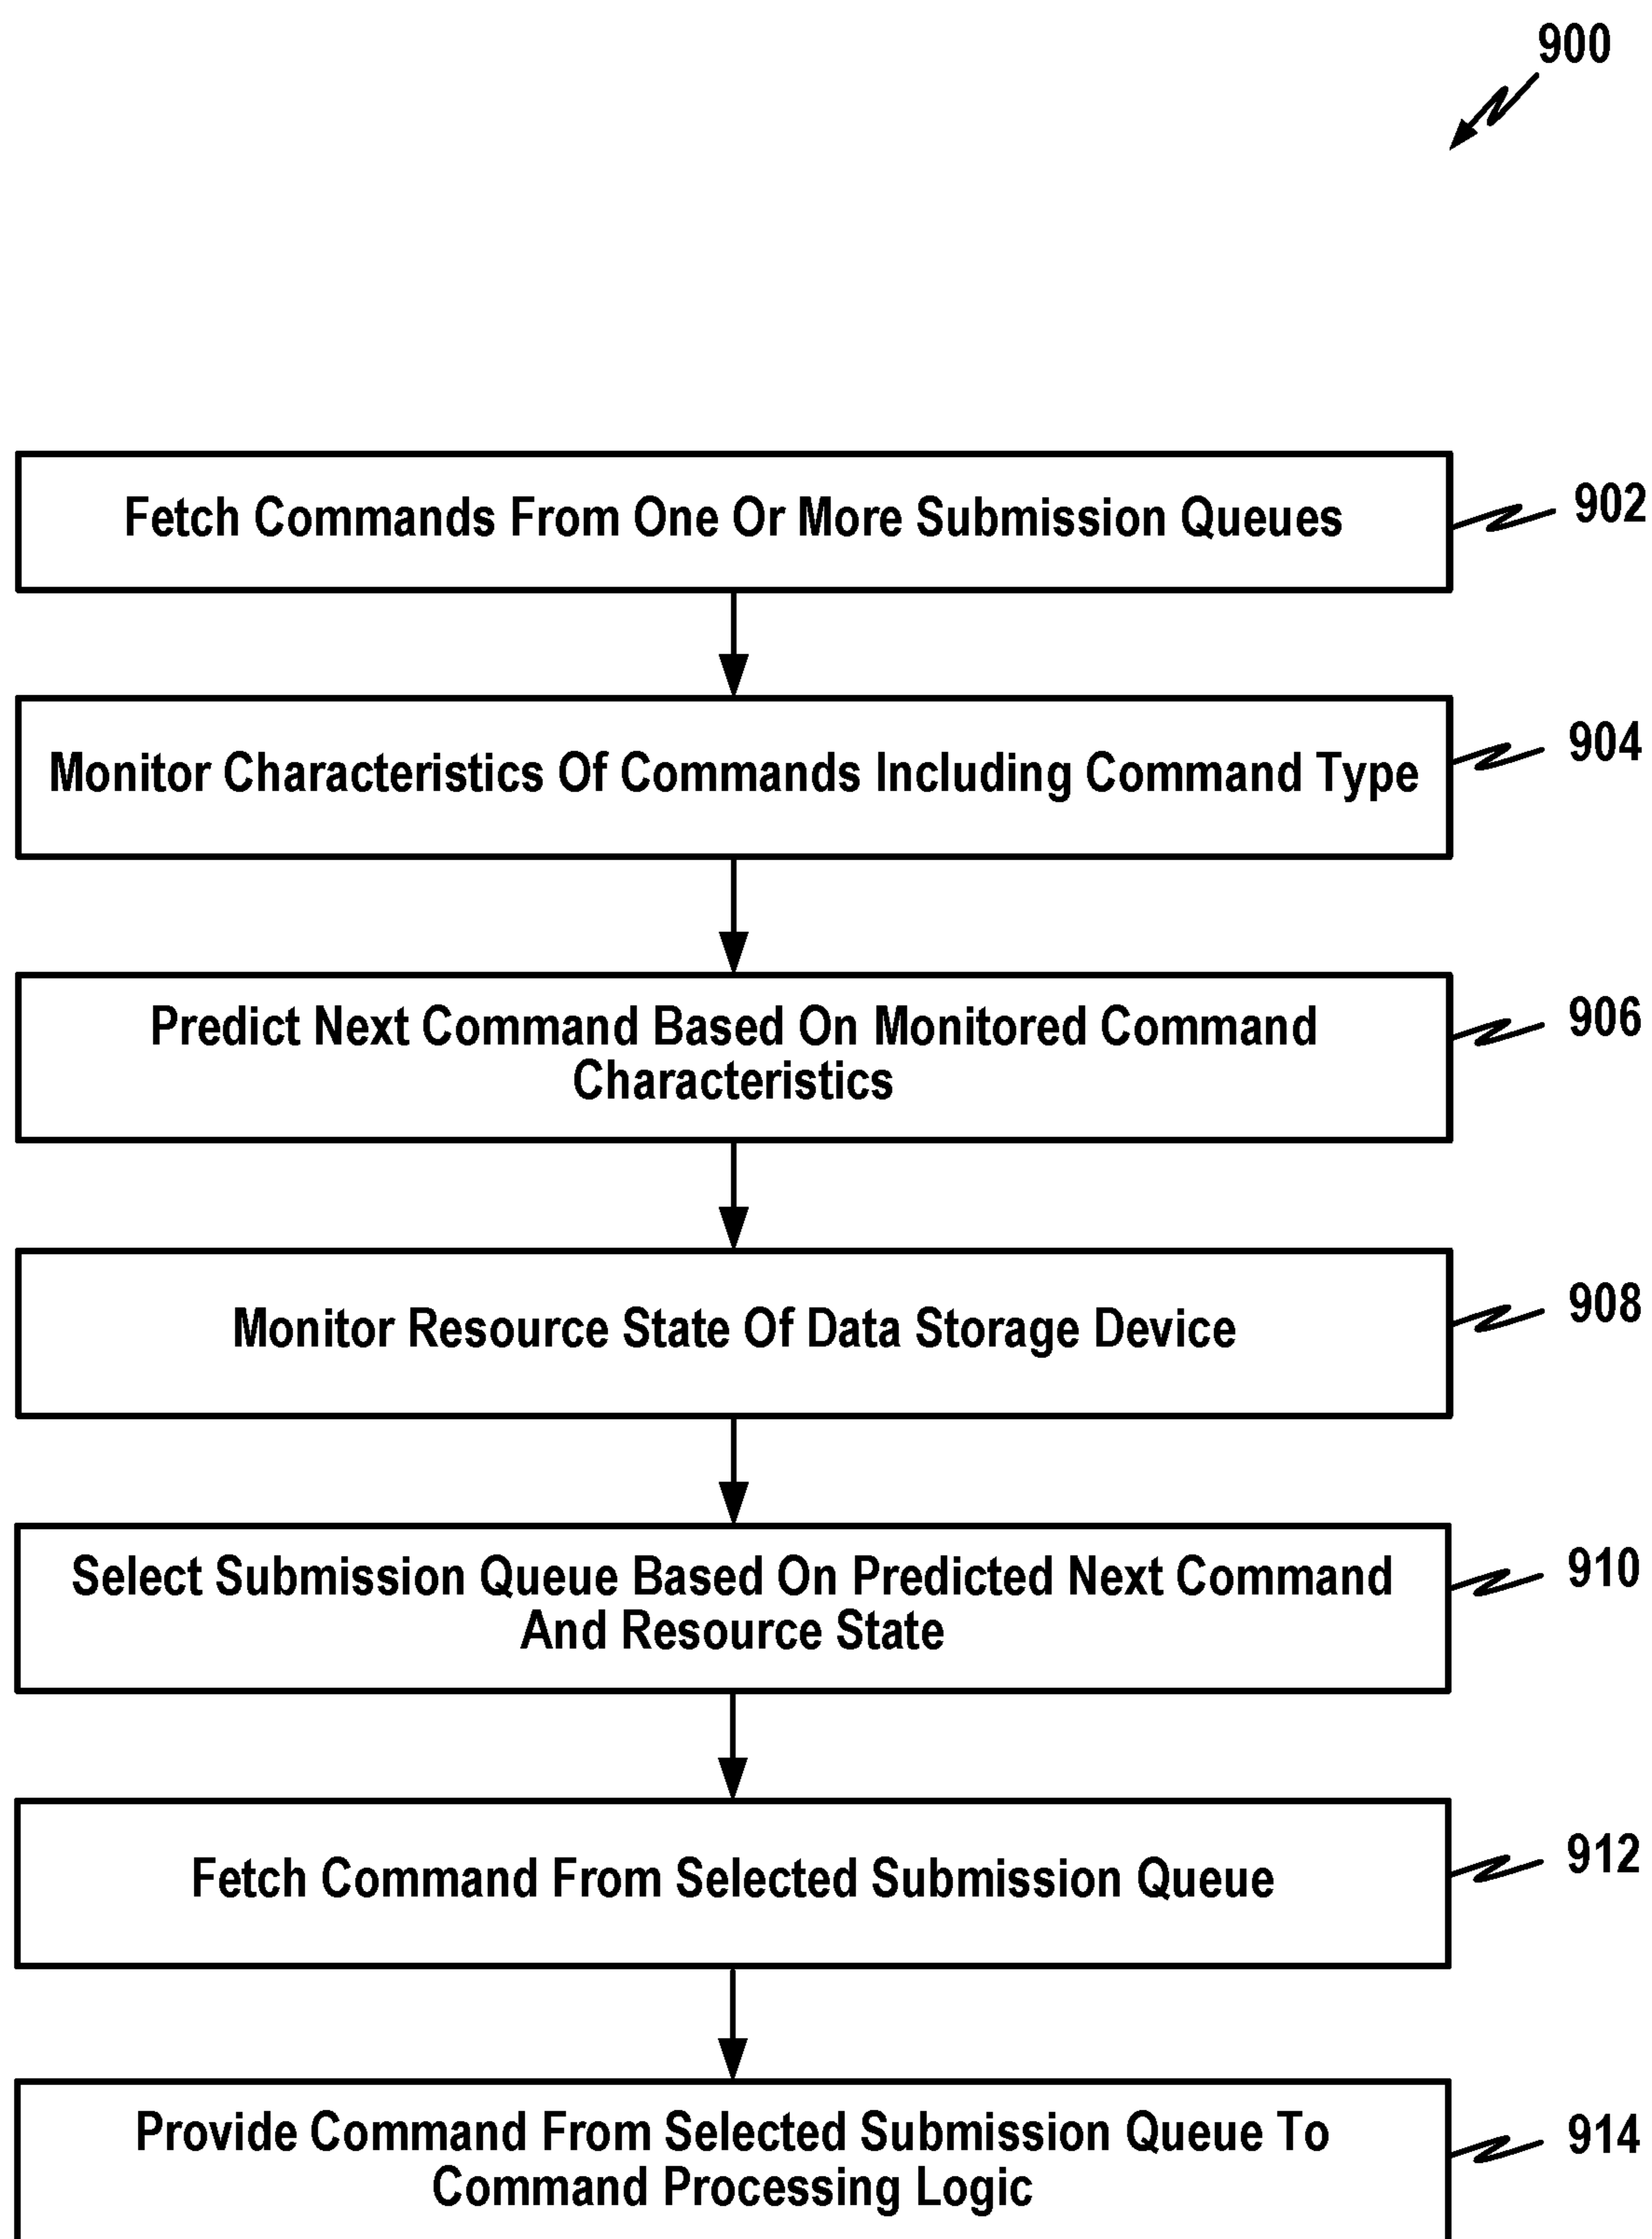 900
Fetch Commands From One Or More Submission Queues
902
Monitor Characteristics Of Commands Including Command Type
904
Predict Next Command Based On Monitored Command
Characteristics
906
Monitor Resource State Of Data Storage Device
908
Select Submission Queue Based On Predicted Next Command
And Resource State
910
Fetch Command From Selected Submission Queue
912
Provide Command From Selected Submission Queue To
Command Processing Logic
914